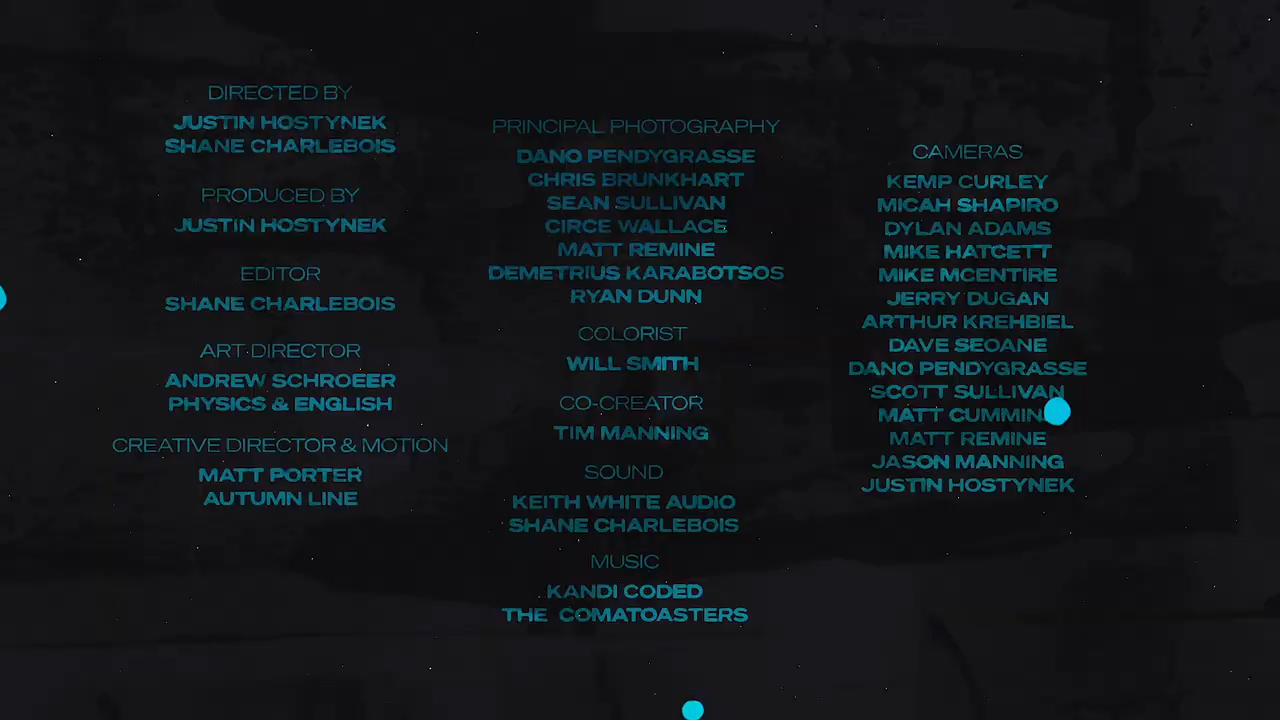 DIRECTED BY
JUSTIN HOSTYNEK
SHANE CHARLEBOIS
PRODUCED BY
JUSTIN HOSTYNEK
EDITOR
SHANE CHARLEBOIS
ART DIRECTOR
ANDREW SCHROEER
PHYSICS & ENGLISH
CREATIVE DIRECTOR & MOTION
MATT PORTER
AUTUMN LINE
PRINCIPAL PHOTOGRAPHY
DANO PENDYGRASSE
CHRIS BRUNKHART
SEAN SULLIVAN
CIRCE WALLACE
MATT REMINE
DEMETRIUS KARABOTSOS
RYAN DUNN
COLORIST
WILL SMITH
CO-CREATOR
TIM MANNING
SOUND
KEITH WHITE AUDIO
SHANE CHARLEBOIS
MUSIC
KANDI CODED
THE COMATOASTERS
CAMERAS
KEMP CURLEY
MICAH SHAPIRO
DYLAN ADAMS
MIKE HATCETT
MIKE MCENTIRE
JERRY DUGAN
ARTHUR KREHBIEL
DAVE SEOANE
DANO PENDYGRASSE
SCOTT SULLIVAN
MATT
MATT REMINE
JASON MANNING
JUSTIN HOSTYNEK